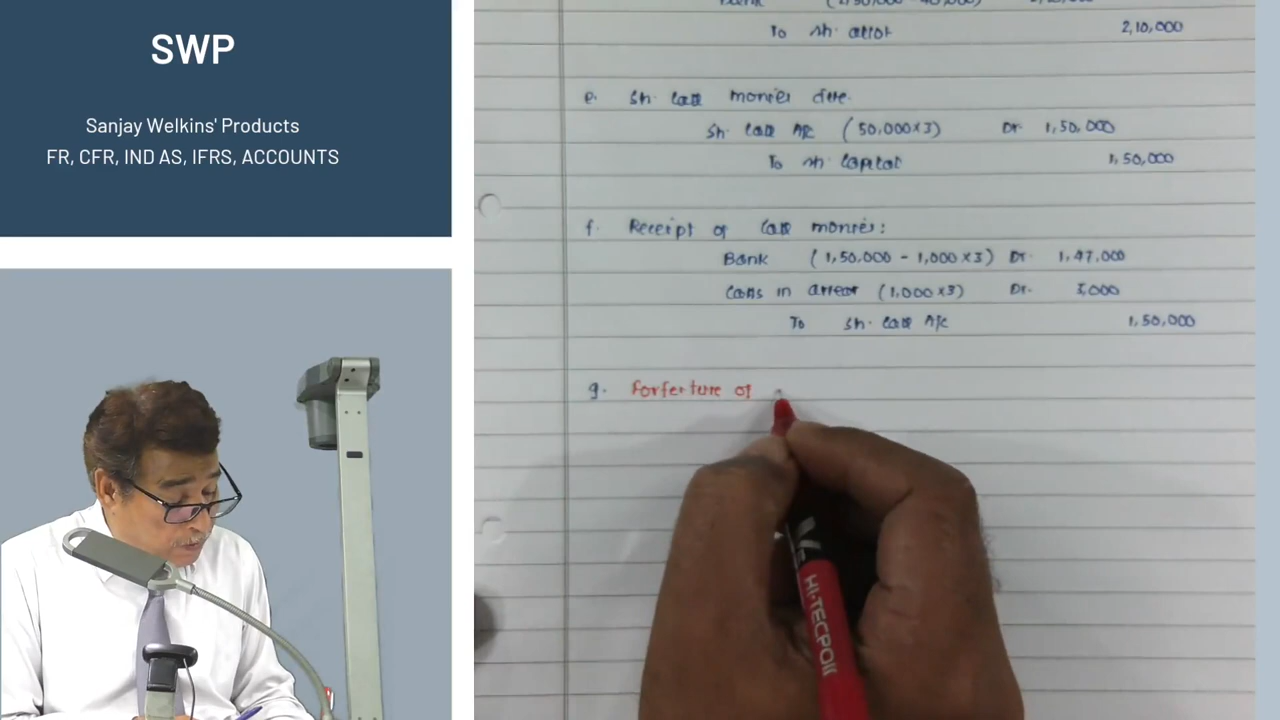 SWP
Sanjay Welkins' Products
FR, CFR, IND AS, IFRS, ACCOUNTS
To sh. allot 2,10,000
e. Sh. call monies due.
Sh. call A/c (50,000×3) Dr. 1,50,000
To sh capital 1,50,000
f. Receipt of call monies:
Bank (1,50,000 - 1,000×3) Dr. 1,47,000
Calls in arrear (1,000×3) Dr. 3,000
To sh. call A/c 1,50,000
g. Forferture of
V5 HI-TECPOINT